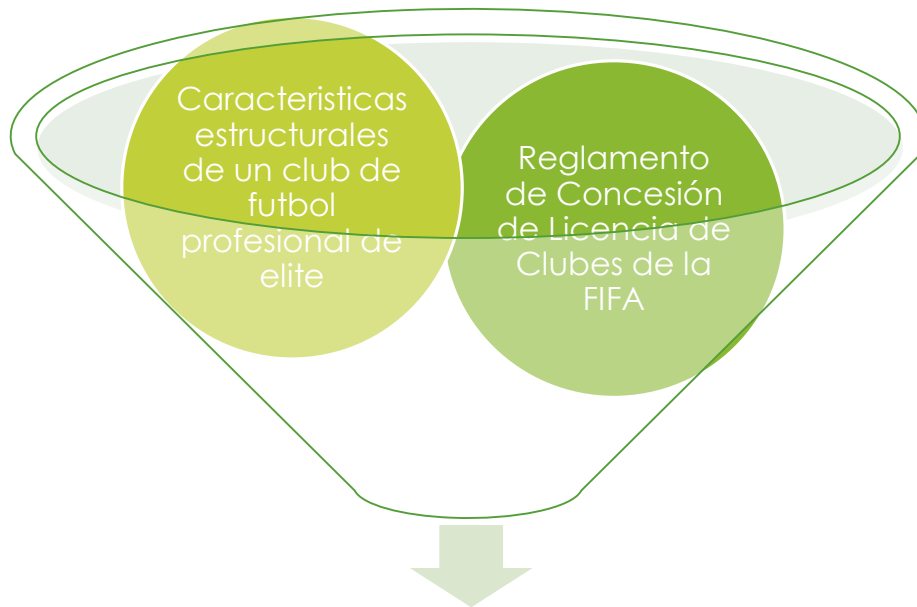 Caracteristicas
estructurales
de un club de
futbol
profesional de
elite
Reglamento
de Concesión
de Licencia de
Clubes de la
FIFA